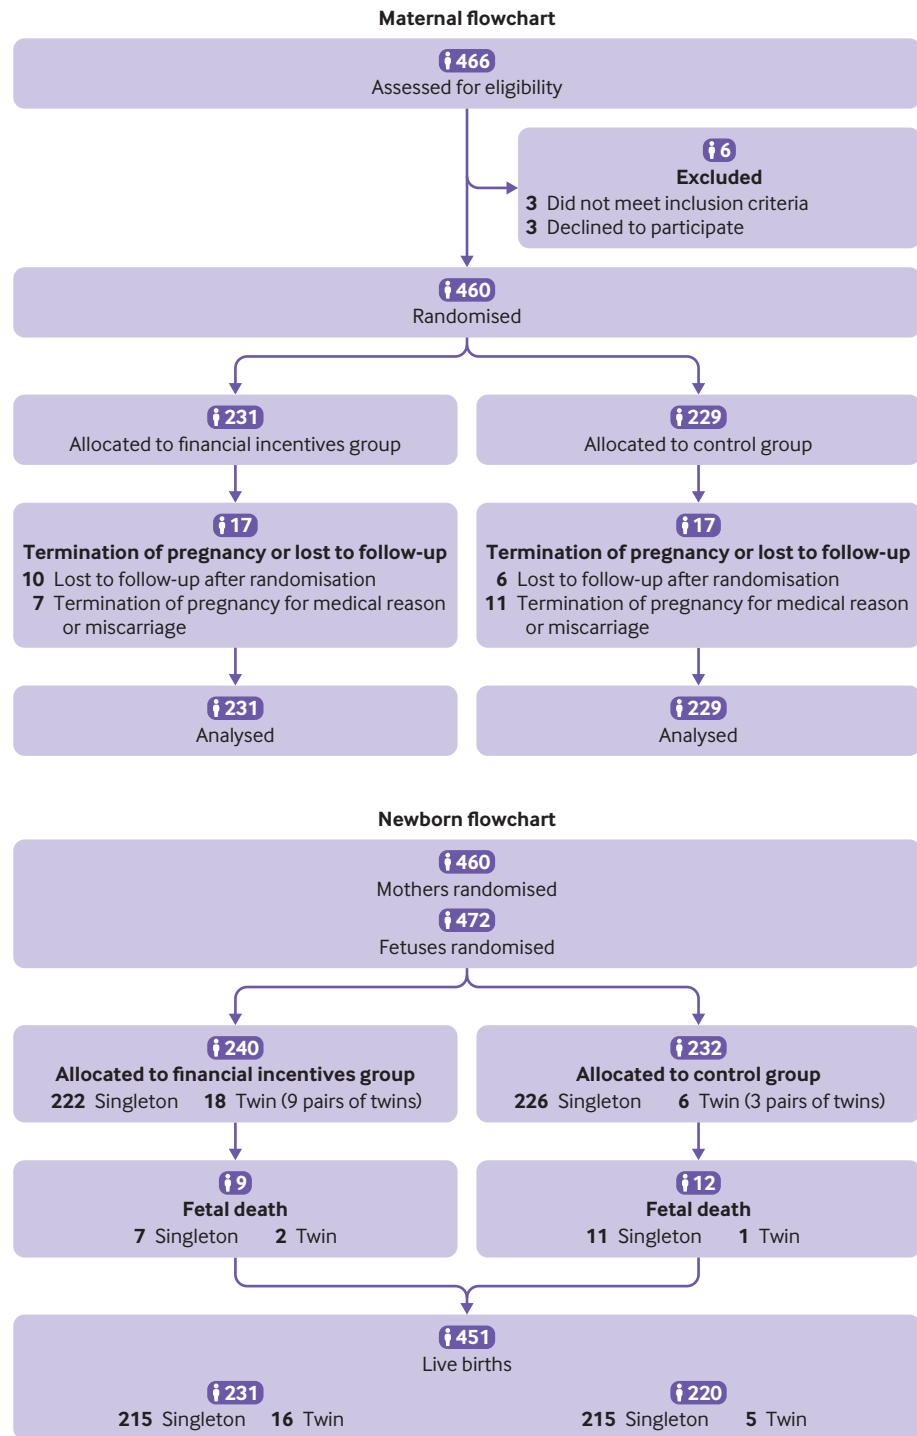 Maternal flowchart
466
Assessed for eligibility
6
Excluded
3 Did not meet inclusion criteria
3 Declined to participate
460
Randomised
231
Allocated to financial incentives group
229
Allocated to control group
17
Termination of pregnancy or lost to follow-up
10 Lost to follow-up after randomisation
7 Termination of pregnancy for medical reason
or miscarriage
17
Termination of pregnancy or lost to follow-up
6 Lost to follow-up after randomisation
11 Termination of pregnancy for medical reason
or miscarriage
231
Analysed
229
Analysed
Newborn flowchart
460
Mothers randomised
472
Fetuses randomised
240
Allocated to financial incentives group
222 Singleton 18 Twin (9 pairs of twins)
232
Allocated to control group
226 Singleton 6 Twin (3 pairs of twins)
9
Fetal death
7 Singleton 2 Twin
12
Fetal death
11 Singleton 1 Twin
451
Live births
231
215 Singleton 16 Twin
220
215 Singleton 5 Twin